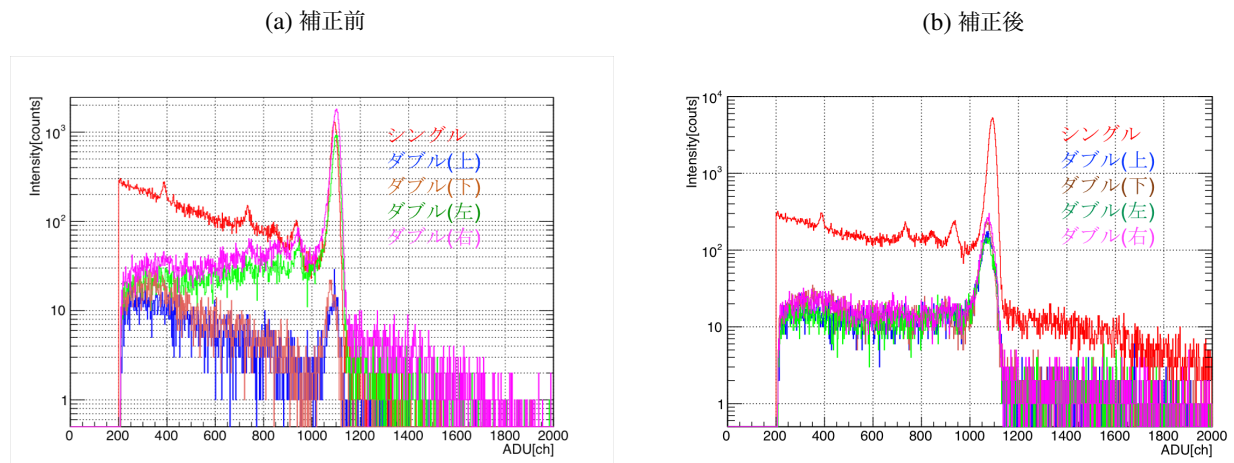 (a) 補正前
Intensity[counts]
10³
10²
10
1
シングル
ダブル(上)
ダブル(下)
ダブル(左)
ダブル(右)
0 200 400 600 800 1000 1200 1400 1600 1800 2000
ADU[ch]
(b) 補正後
Intensity[couts]
10⁴
10³
10²
10
1
シングル
ダブル(上)
ダブル(下)
ダブル(左)
ダブル(右)
0 200 400 600 800 1000 1200 1400 1600 1800 2000
ADU[ch]